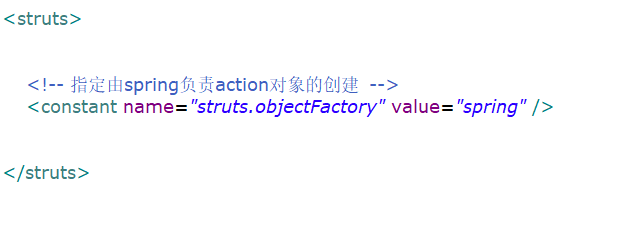 <struts>
<!-- 指定由spring负责action对象的创建 -->
<constant name="struts.objectFactory" value="spring" />
</struts>